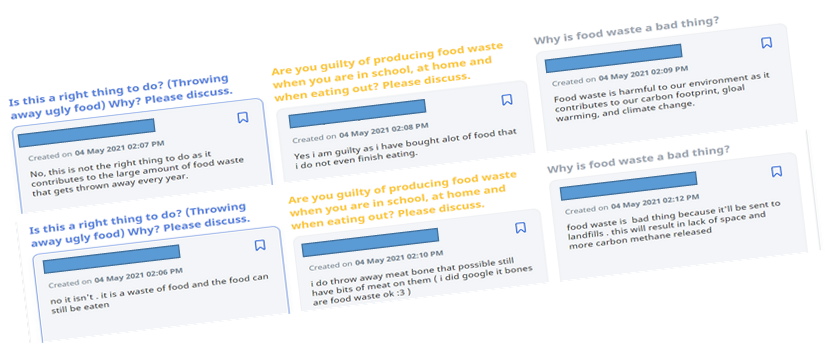 Is this a right thing to do? (Throwing
away ugly food) Why? Please discuss.
Created on 04 May 2021 02:07 PM
No, this is not the right thing to do as it
contributes to the large amount of food waste
that gets thrown away every year.
Are you guilty of producing food waste
when you are in school, at home and
when eating out? Please discuss.
Created on 04 May 2021 02:08 PM
Yes i am guilty as i have bought alot of food that
i do not even finish eating.
Why is food waste a bad thing?
Created on 04 May 2021 02:09 PM
Food waste is harmful to our environment as it
contributes to our carbon footprint, gloal
warming, and climate change.
Is this a right thing to do? (Throwing
away ugly food) Why? Please discuss.
Created on 04 May 2021 02:06 PM
no it isn't . it is a waste of food and the food can
still be eaten
Are you guilty of producing food waste
when you are in school, at home and
when eating out? Please discuss.
Created on 04 May 2021 02:10 PM
i do throw away meat bone that possible still
have bits of meat on them ( i did google it bones
are food waste ok :3 )
Why is food waste a bad thing?
Created on 04 May 2021 02:12 PM
food waste is bad thing because it'll be sent to
landfills . this will result in lack of space and
more carbon methane released